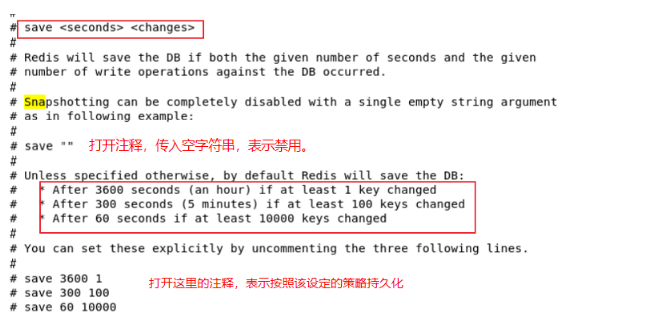 #
# save <seconds> <changes>
#
# Redis will save the DB if both the given number of seconds and the given
# number of write operations against the DB occurred.
#
# Snapshotting can be completely disabled with a single empty string argument
# as in following example:
#
# save "" 打开注释，传入空字符串，表示禁用。
#
# Unless specified otherwise, by default Redis will save the DB:
# * After 3600 seconds (an hour) if at least 1 key changed
# * After 300 seconds (5 minutes) if at least 100 keys changed
# * After 60 seconds if at least 10000 keys changed
#
# You can set these explicitly by uncommenting the three following lines.
#
# save 3600 1 打开这里的注释，表示按照该设定的策略持久化
# save 300 100
# save 60 10000